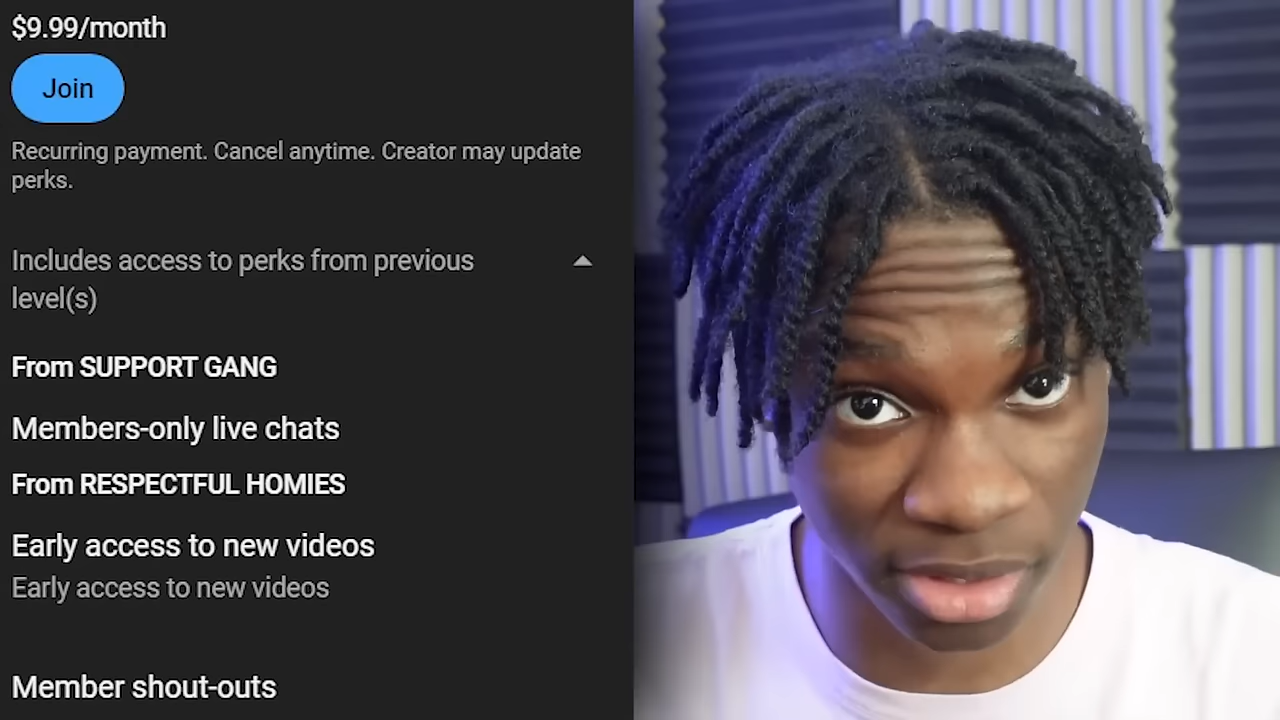 $9.99/month
Join
Recurring payment. Cancel anytime. Creator may update
perks.
Includes access to perks from previous
level(s)
From SUPPORT GANG
Members-only live chats
From RESPECTFUL HOMIES
Early access to new videos
Early access to new videos
Member shout-outs